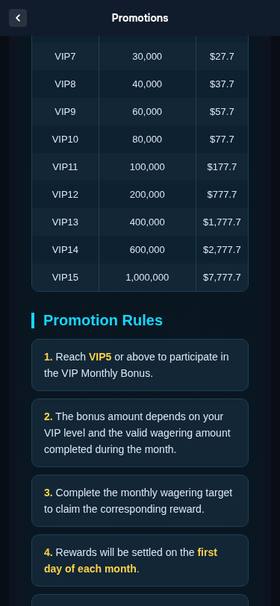 Promotions
VIP7 30,000 $27.7
VIP8 40,000 $37.7
VIP9 60,000 $57.7
VIP10 80,000 $77.7
VIP11 100,000 $177.7
VIP12 200,000 $777.7
VIP13 400,000 $1,777.7
VIP14 600,000 $2,777.7
VIP15 1,000,000 $7,777.7
Promotion Rules
1. Reach VIP5 or above to participate in
the VIP Monthly Bonus.
2. The bonus amount depends on your
VIP level and the valid wagering amount
completed during the month.
3. Complete the monthly wagering target
to claim the corresponding reward.
4. Rewards will be settled on the first
day of each month.